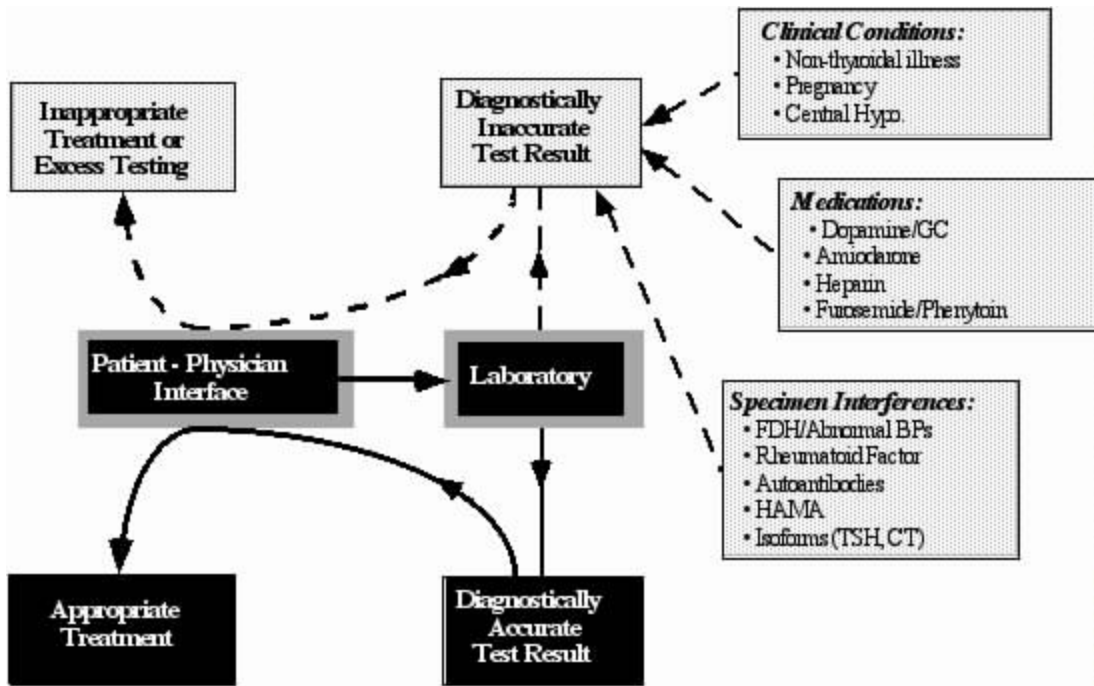 Inappropriate
Treatment or
Excess Testing
Diagnostically
Inaccurate
Test Result
Clinical Conditions:
• Non-thyroidal illness
• Pregnancy
• Central Hypo.
Medications:
• Dopamine/GC
• Amiodarone
• Heparin
• Furosemide/Phenytoin
Patient - Physician
Interface
Laboratory
Specimen Interferences:
• FDH/Abnormal BPs
• Rheumatoid Factor
• Autoantibodies
• HAMA
• Isoforms (TSH, CT)
Appropriate
Treatment
Diagnostically
Accurate
Test Result